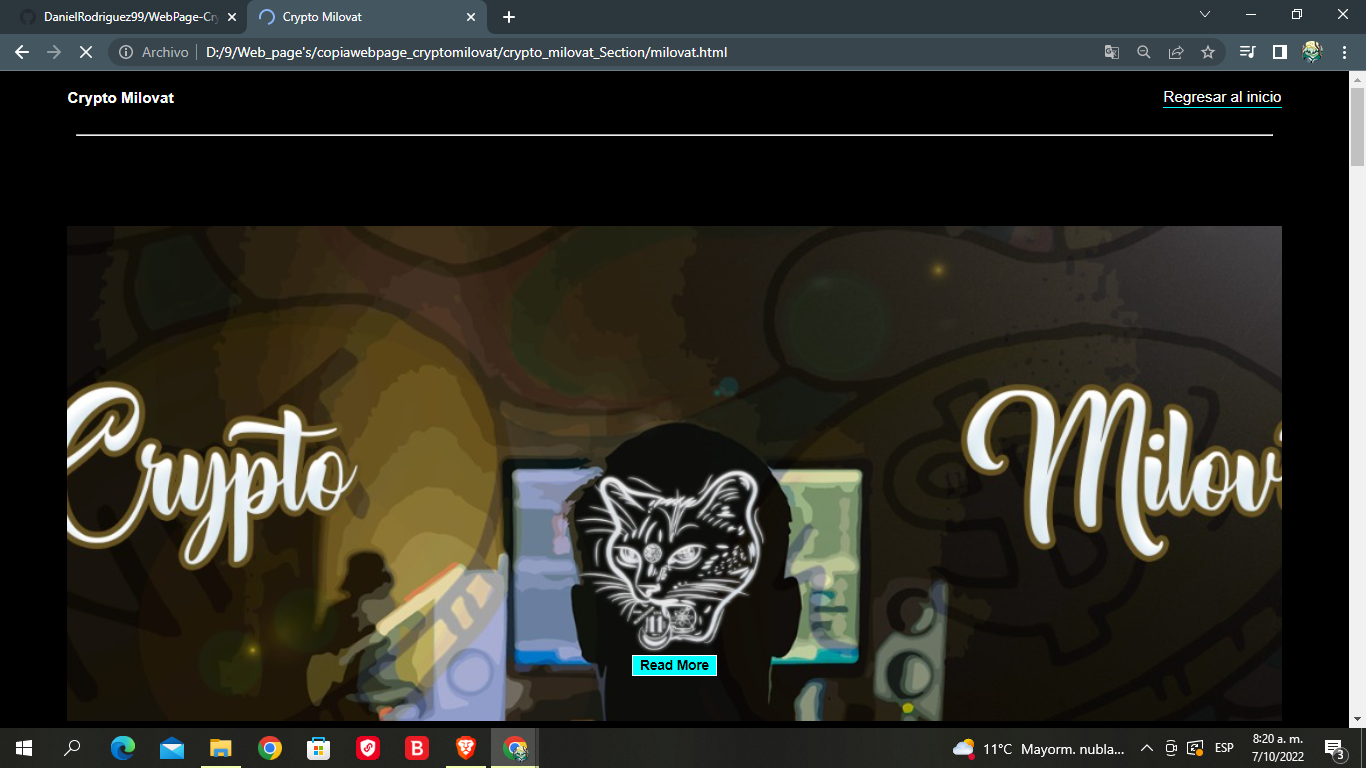 DanielRodriguez99/WebPage-Cry
Crypto Milovat
Archivo
D:/9/Web_page's/copiawebpage_cryptomilovat/crypto_milovat_Section/milovat.html
Crypto Milovat
Regresar al inicio
Crypto
Milov
Read More
11°C Mayorm. nubla...
ESP
8:20 a. m.
7/10/2022
3